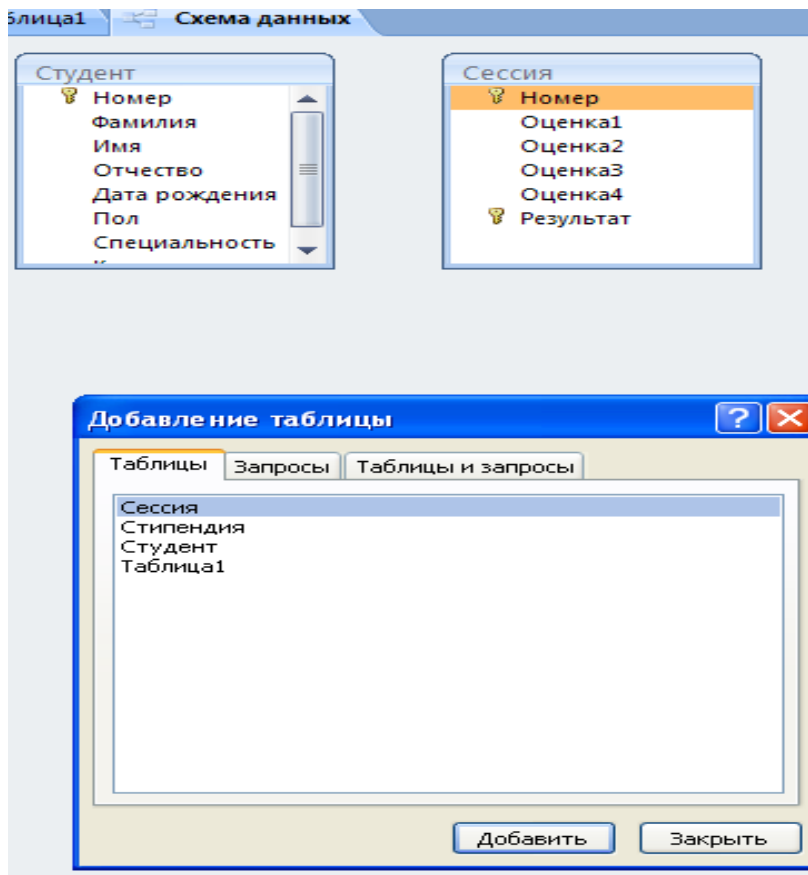 блица1 Схема данных
Студент
Номер
Фамилия
Имя
Отчество
Дата рождения
Пол
Специальность
Сессия
Номер
Оценка1
Оценка2
Оценка3
Оценка4
Результат
Добавление таблицы
?
Таблицы Запросы Таблицы и запросы
Сессия
Стипендия
Студент
Таблица1
Добавить Закрыть